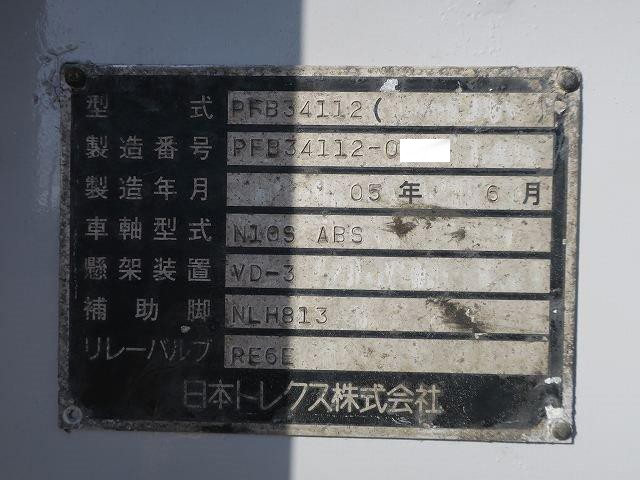 型式 PFB34112(
製造番号 PFB34112-0
製造年月 05年 6月
車軸型式 N10S ABS
懸架装置 VD-3
補助脚 NLH813
リレーバルブ RE6E
日本トレクス株式会社